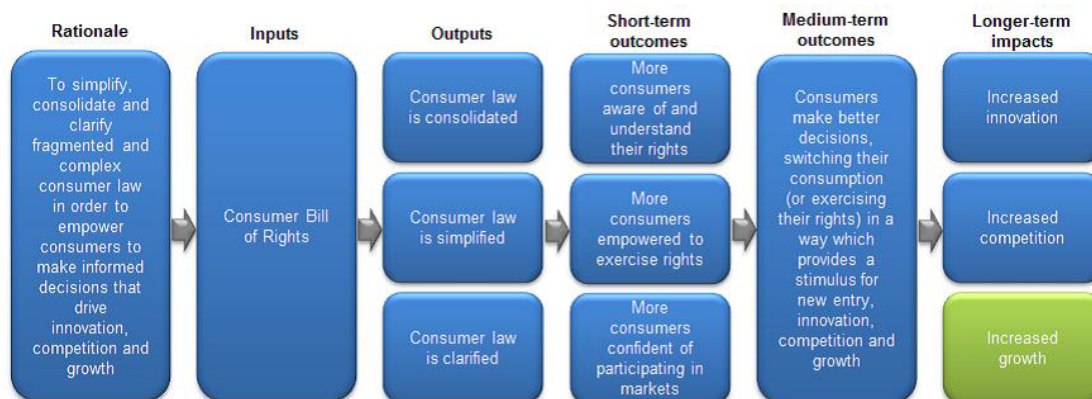 Rationale
To simplify,
consolidate and
clarify
fragmented and
complex
consumer law
in order to
empower
consumers to
make informed
decisions that
drive
innovation,
competition and
growth
Inputs
Consumer Bill
of Rights
Outputs
Consumer law
is consolidated
Consumer law
is simplified
Consumer law
is clarified
Short-term
outcomes
More
consumers
aware of and
understand
their rights
More
consumers
empowered to
exercise rights
More
consumers
confident of
participating in
markets
Medium-term
outcomes
Consumers
make better
decisions,
switching their
consumption
(or exercising
their rights) in a
way which
provides a
stimulus for
new entry,
innovation,
competition and
growth
Longer-term
impacts
Increased
innovation
Increased
competition
Increased
growth